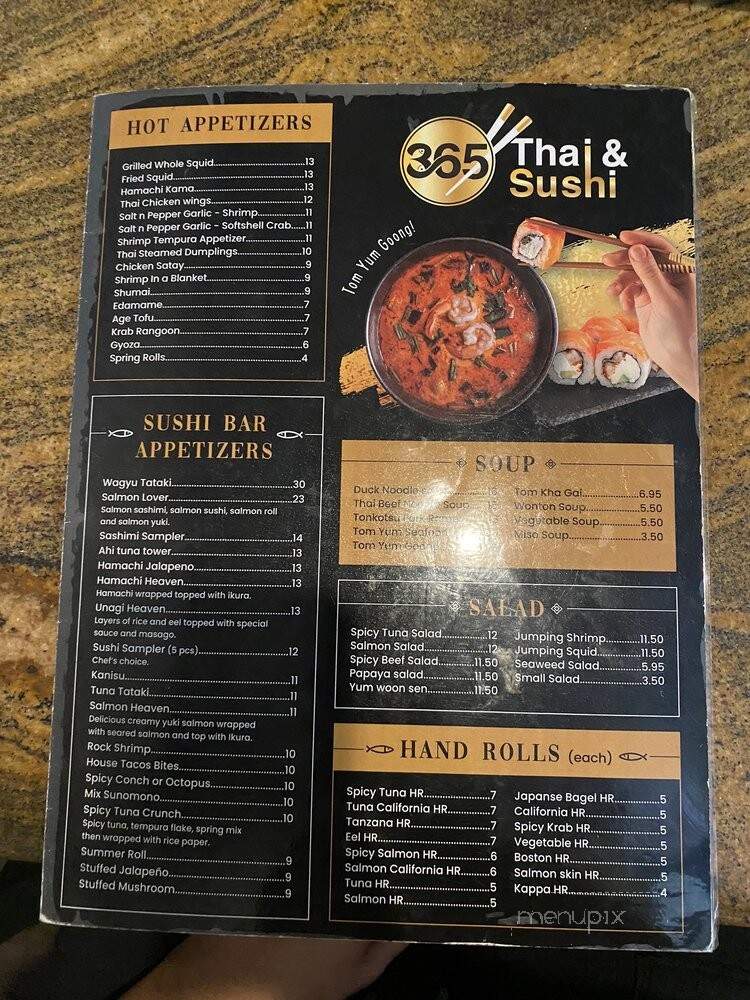 HOT APPETIZERS
Grilled Whole Squid......13
Fried Squid......13
Hamachi Kama......13
Thai Chicken wings......12
Salt n Pepper Garlic - Shrimp......11
Salt n Pepper Garlic - Softshell Crab......11
Shrimp Tempura Appetizer......11
Thai Steamed Dumplings......10
Chicken Satay......9
Shrimp In a Blanket......9
Shumai......9
Edamame......7
Age Tofu......7
Krab Rangoon......7
Gyoza......6
Spring Rolls......4
SUSHI BAR
APPETIZERS
Wagyu Tataki......30
Salmon Lover......23
Salmon sashimi, salmon sushi, salmon roll
and salmon yuki.
Sashimi Sampler......14
Ahi tuna tower......13
Hamachi Jalapeno......13
Hamachi Heaven......13
Hamachi wrapped topped with ikura.
Unagi Heaven......13
Layers of rice and eel topped with special
sauce and masago.
Sushi Sampler (5 pcs)......12
Chef's choice.
Kanisu......11
Tuna Tataki......11
Salmon Heaven......11
Delicious creamy yuki salmon wrapped
with seared salmon and top with Ikura.
Rock Shrimp......10
House Tacos Bites......10
Spicy Conch or Octopus......10
Mix Sunomono......10
Spicy Tuna Crunch......10
Spicy tuna, tempura flake, spring mix
then wrapped with rice paper.
Summer Roll......9
Stuffed Jalapeño......9
Stuffed Mushroom......9
365 Thai &
Sushi
Tom Yum Goong!
SOUP
Duck Noodle
Thai Beef Noodle Soup
Tonkotsu Pork
Tom Yum Seafood
Tom Yum Goong
Tom Kha Gai......6.95
Wonton Soup......5.50
Vegetable Soup......5.50
Miso Soup......3.50
SALAD
Spicy Tuna Salad......12
Salmon Salad......12
Spicy Beef Salad......11.50
Papaya salad......11.50
Yum woon sen......11.50
Jumping Shrimp......11.50
Jumping Squid......11.50
Seaweed Salad......5.95
Small Salad......3.50
HAND ROLLS (each)
Spicy Tuna HR......7
Tuna California HR......7
Tanzana HR......7
Eel HR......7
Spicy Salmon HR......6
Salmon California HR......6
Tuna HR......5
Salmon HR......5
Japanse Bagel HR......5
California HR......5
Spicy Krab HR......5
Vegetable HR......5
Boston HR......5
Salmon skin HR......5
Kappa HR......4
menupix